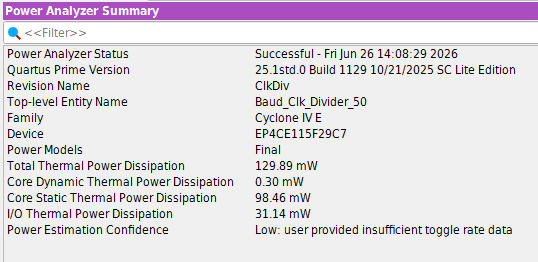 Power Analyzer Summary
<<Filter>>
Power Analyzer Status Successful - Fri Jun 26 14:08:29 2026
Quartus Prime Version 25.1std.0 Build 1129 10/21/2025 SC Lite Edition
Revision Name ClkDiv
Top-level Entity Name Baud_Clk_Divider_50
Family Cyclone IV E
Device EP4CE115F29C7
Power Models Final
Total Thermal Power Dissipation 129.89 mW
Core Dynamic Thermal Power Dissipation 0.30 mW
Core Static Thermal Power Dissipation 98.46 mW
I/O Thermal Power Dissipation 31.14 mW
Power Estimation Confidence Low: user provided insufficient toggle rate data